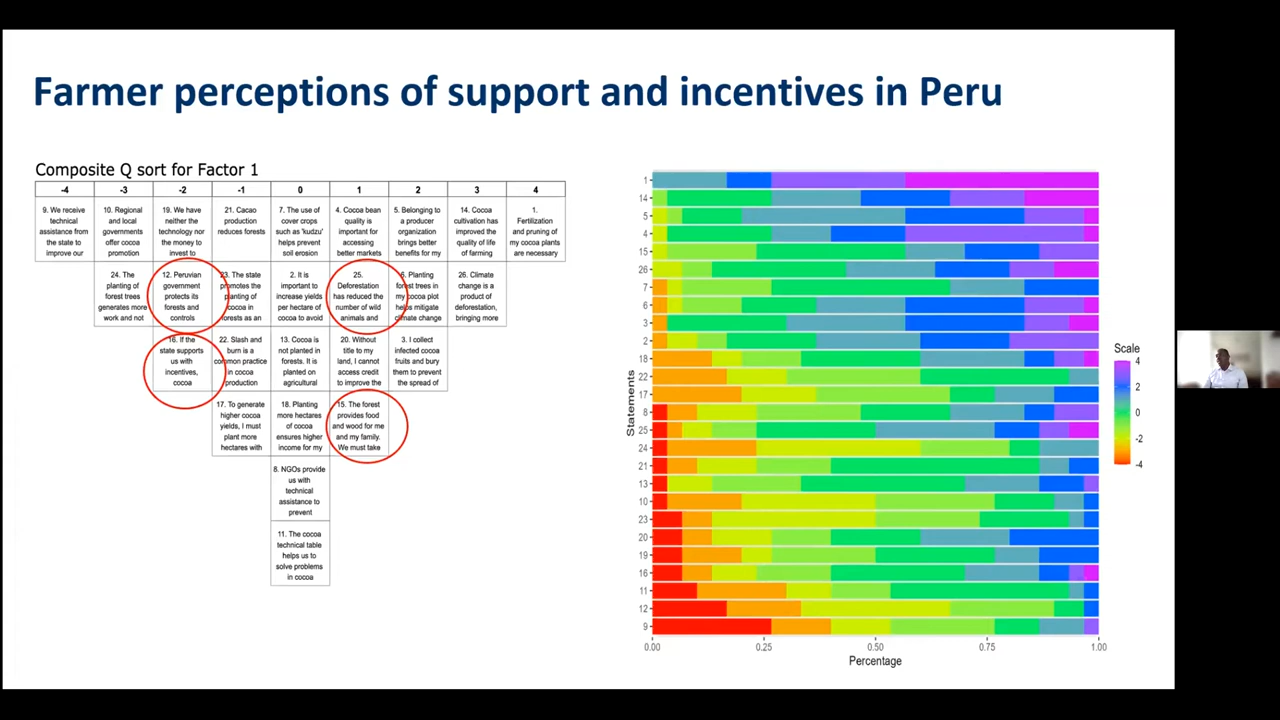 Farmer perceptions of support and incentives in Peru
Composite Q sort for Factor 1
-4 -3 -2 -1 0 1 2 3 4
9. We receive
technical
assistance from
the state to
improve our
10. Regional
and local
governments
offer cocoa
promotion
19. We have
neither the
technology nor
the money to
invest to
21. Cacao
production
reduces forests
7. The use of
cover crops
such as 'kudzu'
helps prevent
soil erosion
4. Cocoa bean
quality is
important for
accessing
better markets
5. Belonging to
a producer
organization
brings better
benefits for my
14. Cocoa
cultivation has
improved the
quality of life
of farming
1.
Fertilization
and pruning of
my cocoa plants
are necessary
24. The
planting of
forest trees
generates more
work and not
12. Peruvian
government
protects its
forests and
controls
23. The state
promotes the
planting of
cocoa in
forests as an
2. It is
important to
increase yields
per hectare of
cocoa to avoid
25.
Deforestation
has reduced the
number of wild
animals and
6. Planting
forest trees in
my cocoa plot
helps mitigate
climate change
26. Climate
change is a
product of
deforestation,
bringing more
16. If the
state supports
us with
incentives,
cocoa
22. Slash and
burn is a
common practice
in cocoa
production
13. Cocoa is
not planted in
forests. It is
planted on
agricultural
20. Without
title to my
land, I cannot
access credit
to improve the
3. I collect
infected cocoa
fruits and bury
them to prevent
the spread of
17. To generate
higher cocoa
yields, I must
plant more
hectares with
18. Planting
more hectares
of cocoa
ensures higher
income for my
15. The forest
provides food
and wood for me
and my family.
We must take
8. NGOs provide
us with
technical
assistance to
prevent
11. The cocoa
technical table
helps us to
solve problems
in cocoa
Statements
1
14
5
4
15
26
7
6
3
2
18
22
17
8
25
24
21
13
10
23
20
19
16
11
12
9
0.00 0.25 0.50 0.75 1.00
Percentage
Scale
4
2
0
-2
-4